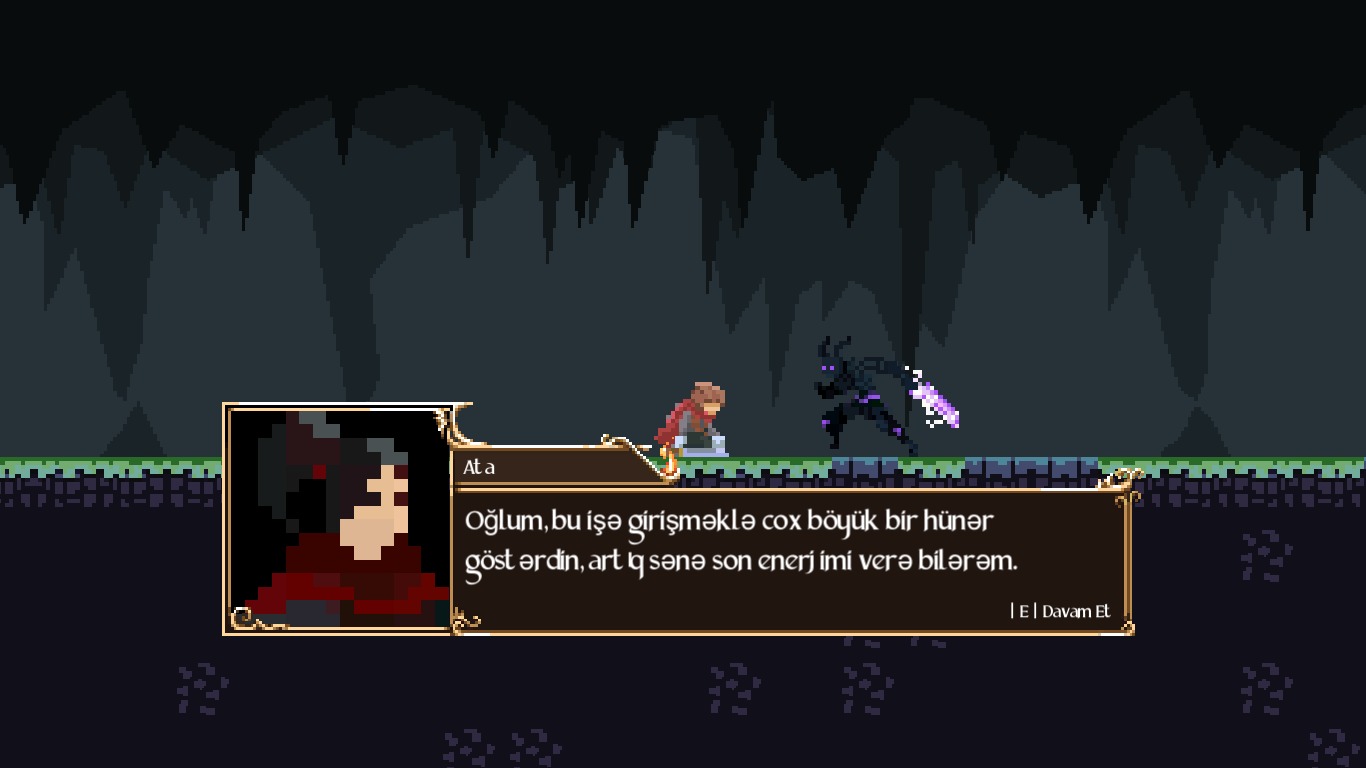 Ata
Oğlum, bu işə girişməklə cox böyük bir hünər
göstərdin, artıq sənə son enerjimi verə bilərəm.
| E | Davam Et